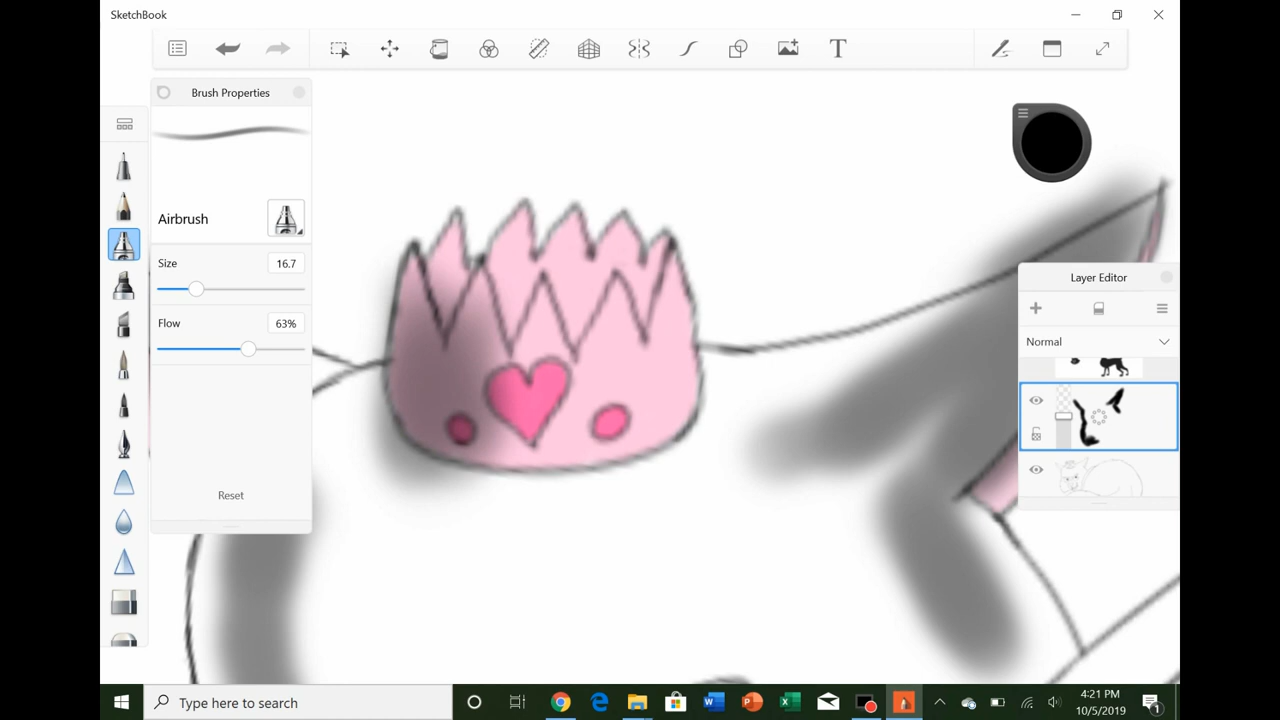 SketchBook
T
Brush Properties
Airbrush
Size 16.7
Flow 63%
Reset
Layer Editor
Normal
Type here to search
4:21 PM
10/5/2019
1